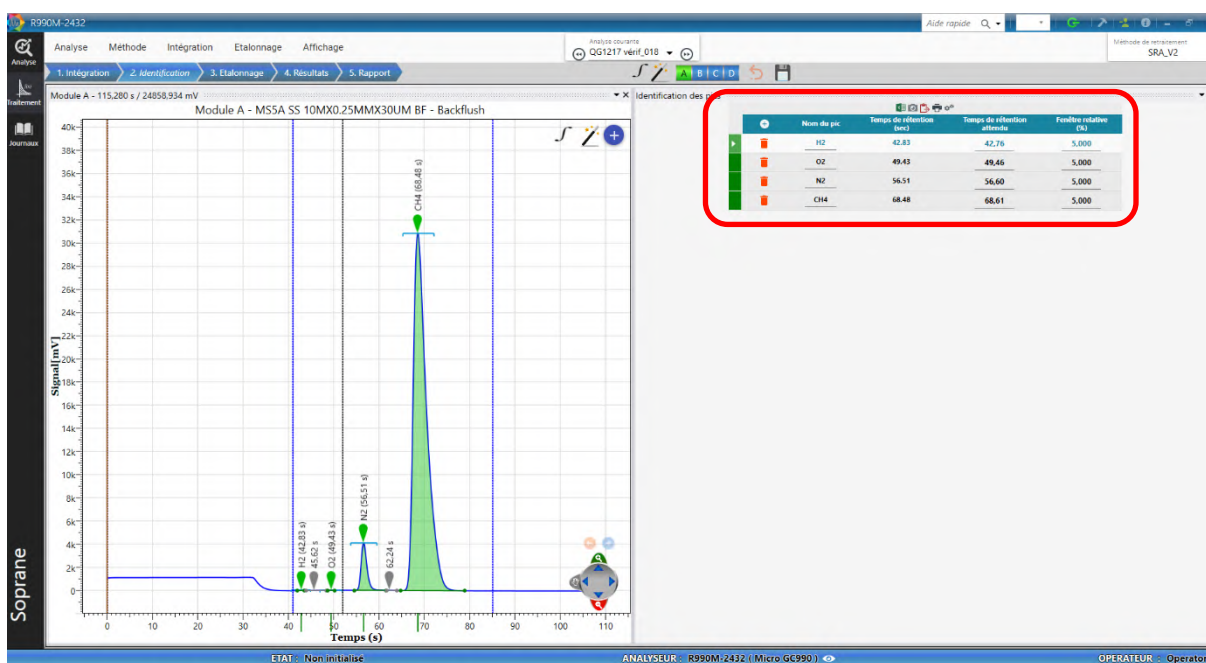 R990M-2432
Aide rapide
Analyse Méthode Intégration Etalonnage Affichage
Analyse courante
QG1217 vérif_018
Méthode de retraitement
SRA_V2
Analyse
Traitement
Journaux
Soprane
1. Intégration 2. Identification 3. Etalonnage 4. Résultats 5. Rapport
A B C D
Module A - 115,280 s / 24858,934 mV
Module A - MS5A SS 10MX0.25MMX30UM BF - Backflush
40k
38k
36k
34k
32k
30k
28k
26k
24k
22k
20k
18k
16k
14k
12k
10k
8k
6k
4k
2k
0
Signal[mV]
H2 (42.83 s)
45.62 s
O2 (49.43 s)
N2 (56.51 s)
62.24 s
CH4 (68.48 s)
0 10 20 30 40 50 60 70 80 90 100 110
Temps (s)
Identification des
Nom du pic Temps de rétention (sec) Temps de rétention attendu Fenêtre relative (%)
H2 42.83 42,76 5,000
O2 49.43 49,46 5,000
N2 56.51 56,60 5,000
CH4 68.48 68,61 5,000
ETAT : Non initialisé
ANALYSEUR : R990M-2432 ( Micro GC990 )
OPERATEUR : Operator